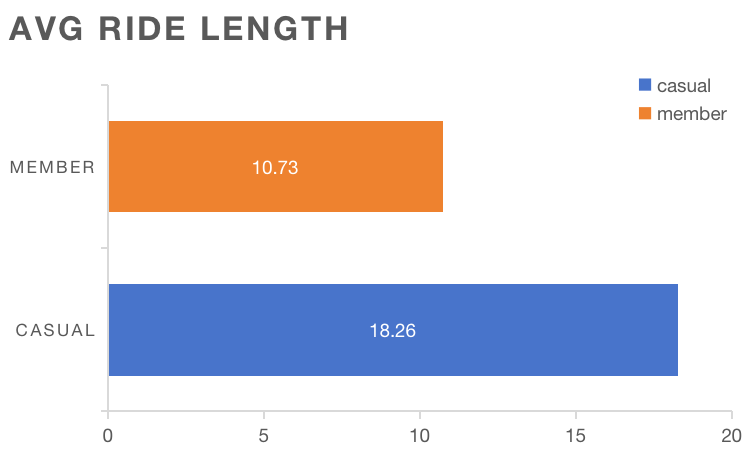 AVG RIDE LENGTH
casual
member
MEMBER
10.73
CASUAL
18.26
0 5 10 15 20